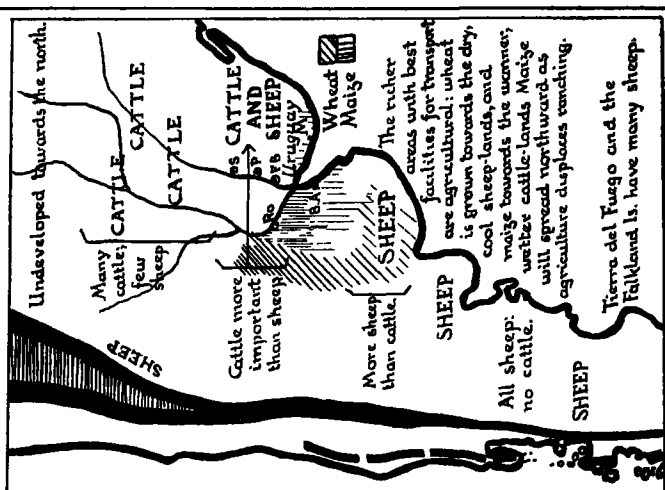 Undeveloped towards the north.
CATTLE
CATTLE
CATTLE
CATTLE
Many
cattle;
few
sheep
SHEEP
Cattle more
important
than sheep
S
P
FB
CATTLE
AND
SHEEP
Uruguay
M
Ro
B.A.
Wheat
Maize
SHEEP
More sheep
than cattle.
SHEEP
The richer
areas with best
facilities for transport
are agricultural: wheat
is grown towards the dry,
cool sheep-lands, and
maize towards the warmer,
wetter cattle-lands Maize
will spread northward as
agriculture displaces ranching.
All sheep:
no cattle.
SHEEP
Tierra del Fuego and the
Falkland Is. have many sheep.